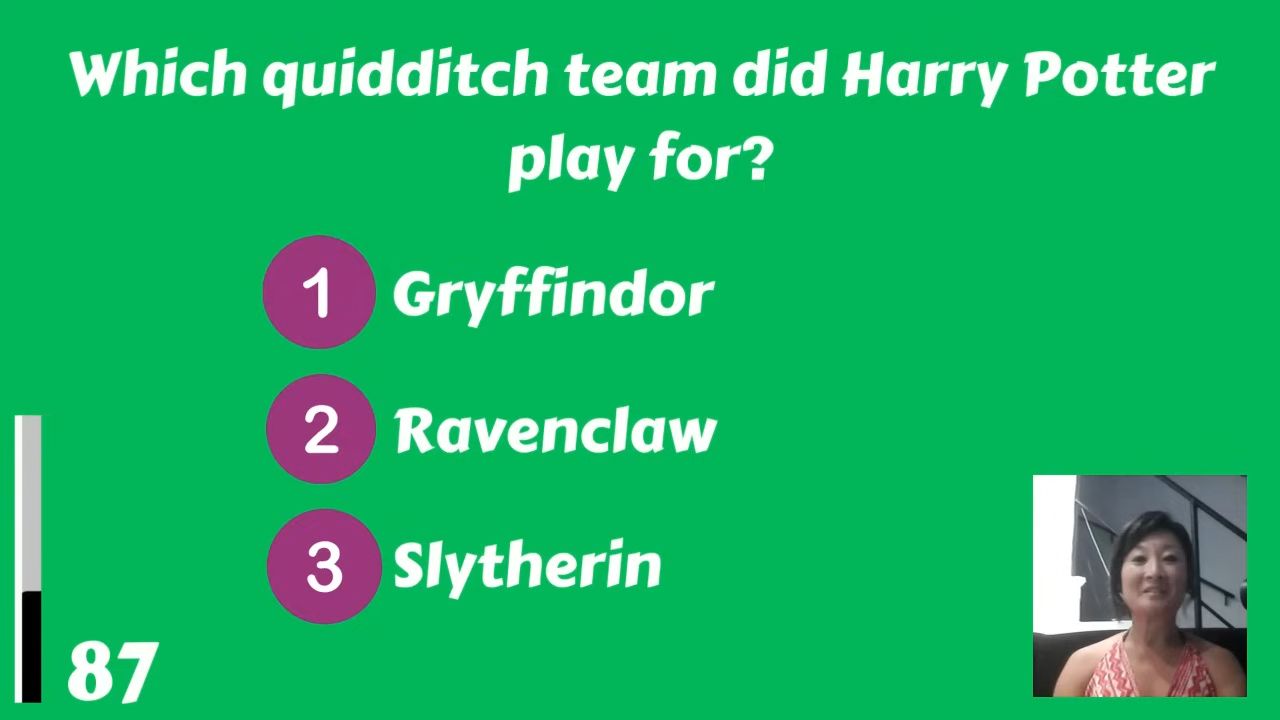 Which quidditch team did Harry Potter
play for?
1 Gryffindor
2 Ravenclaw
3 Slytherin
87